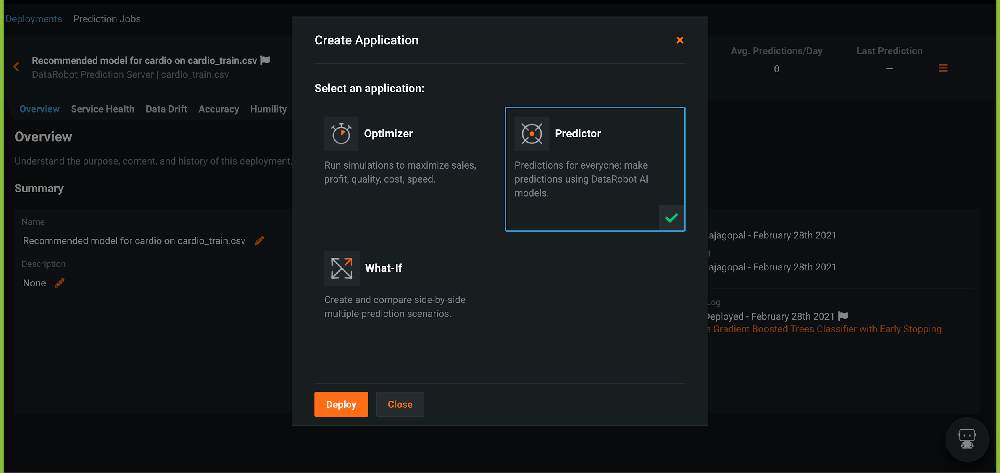 Deployments Prediction Jobs
Create Application
Recommended model for cardio on cardio_train.csv
DataRobot Prediction Server | cardio_train.csv
Avg. Predictions/Day Last Prediction
0 —
Select an application:
Overview Service Health Data Drift Accuracy Humility
Optimizer
Run simulations to maximize sales,
profit, quality, cost, speed.
Predictor
Predictions for everyone: make
predictions using DataRobot AI
models.
What-If
Create and compare side-by-side
multiple prediction scenarios.
Deploy Close
Overview
Understand the purpose, content, and history of this deployment.
Summary
Name
Recommended model for cardio on cardio_train.csv
Description
None
ajagopal - February 28th 2021
ajagopal - February 28th 2021
Log
Deployed - February 28th 2021
Gradient Boosted Trees Classifier with Early Stopping